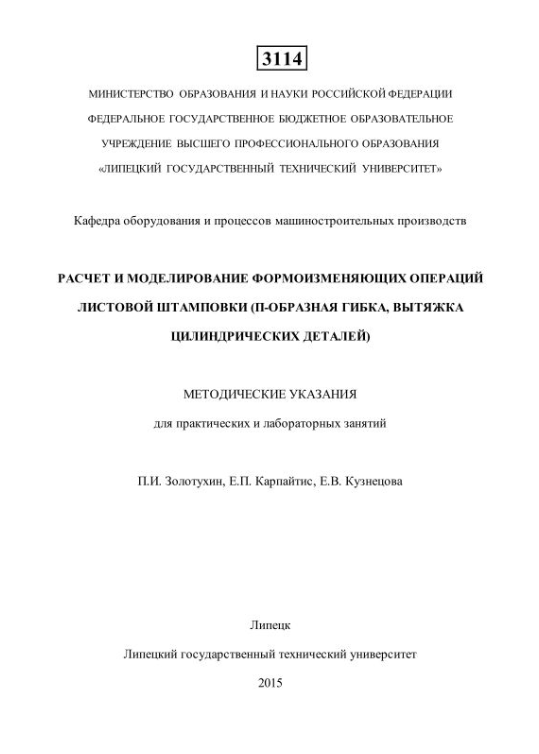 3114
МИНИСТЕРСТВО ОБРАЗОВАНИЯ И НАУКИ РОССИЙСКОЙ ФЕДЕРАЦИИ
ФЕДЕРАЛЬНОЕ ГОСУДАРСТВЕННОЕ БЮДЖЕТНОЕ ОБРАЗОВАТЕЛЬНОЕ
УЧРЕЖДЕНИЕ ВЫСШЕГО ПРОФЕССИОНАЛЬНОГО ОБРАЗОВАНИЯ
«ЛИПЕЦКИЙ ГОСУДАРСТВЕННЫЙ ТЕХНИЧЕСКИЙ УНИВЕРСИТЕТ»
Кафедра оборудования и процессов машиностроительных производств
РАСЧЕТ И МОДЕЛИРОВАНИЕ ФОРМОИЗМЕНЯЮЩИХ ОПЕРАЦИЙ
ЛИСТОВОЙ ШТАМПОВКИ (П-ОБРАЗНАЯ ГИБКА, ВЫТЯЖКА
ЦИЛИНДРИЧЕСКИХ ДЕТАЛЕЙ)
МЕТОДИЧЕСКИЕ УКАЗАНИЯ
для практических и лабораторных занятий
П.И. Золотухин, Е.П. Карпайтис, Е.В. Кузнецова
Липецк
Липецкий государственный технический университет
2015